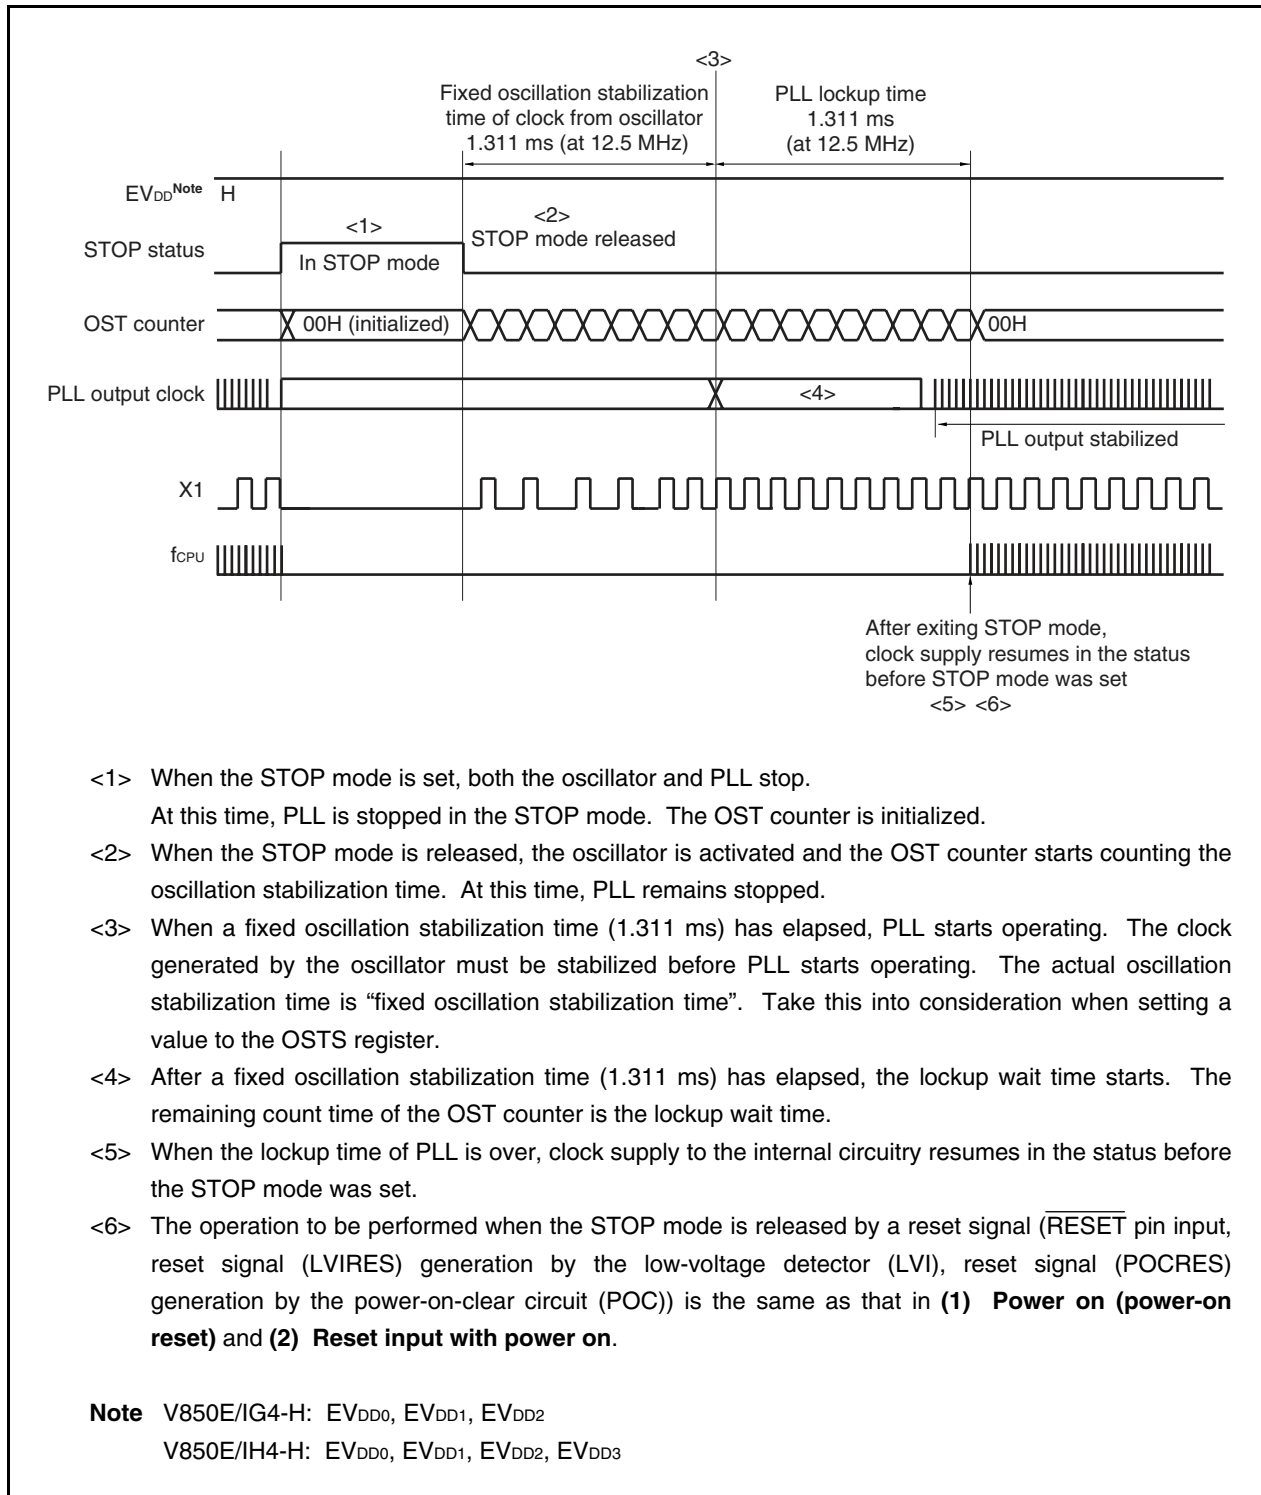 <3>
Fixed oscillation stabilization
time of clock from oscillator
1.311 ms (at 12.5 MHz)
PLL lockup time
1.311 ms
(at 12.5 MHz)
EVDDNote H
STOP status
<1>
In STOP mode
<2>
STOP mode released
OST counter
00H (initialized)
00H
PLL output clock
<4>
PLL output stabilized
X1
fCPU
After exiting STOP mode,
clock supply resumes in the status
before STOP mode was set
<5> <6>
<1> When the STOP mode is set, both the oscillator and PLL stop.
At this time, PLL is stopped in the STOP mode. The OST counter is initialized.
<2> When the STOP mode is released, the oscillator is activated and the OST counter starts counting the
oscillation stabilization time. At this time, PLL remains stopped.
<3> When a fixed oscillation stabilization time (1.311 ms) has elapsed, PLL starts operating. The clock
generated by the oscillator must be stabilized before PLL starts operating. The actual oscillation
stabilization time is “fixed oscillation stabilization time”. Take this into consideration when setting a
value to the OSTS register.
<4> After a fixed oscillation stabilization time (1.311 ms) has elapsed, the lockup wait time starts. The
remaining count time of the OST counter is the lockup wait time.
<5> When the lockup time of PLL is over, clock supply to the internal circuitry resumes in the status before
the STOP mode was set.
<6> The operation to be performed when the STOP mode is released by a reset signal (RESET pin input,
reset signal (LVIRES) generation by the low-voltage detector (LVI), reset signal (POCRES)
generation by the power-on-clear circuit (POC)) is the same as that in (1) Power on (power-on
reset) and (2) Reset input with power on.
Note V850E/IG4-H: EVDD0, EVDD1, EVDD2
V850E/IH4-H: EVDD0, EVDD1, EVDD2, EVDD3